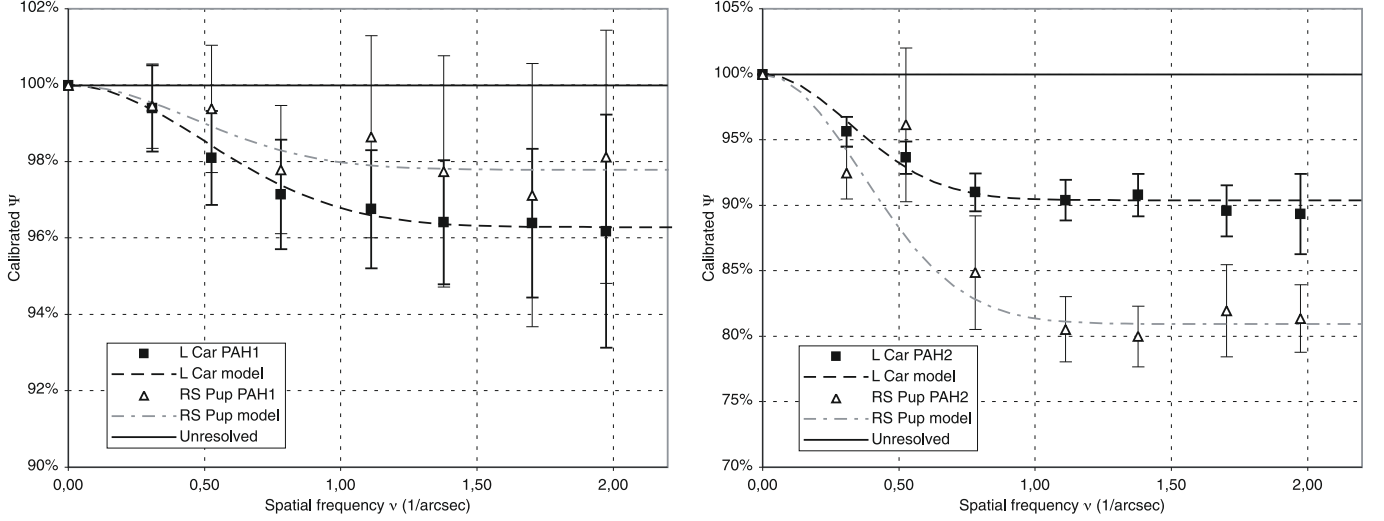 102%
100%
98%
96%
94%
92%
90%
Calibrated Ψ
L Car PAH1
L Car model
RS Pup PAH1
RS Pup model
Unresolved
0,00 0,50 1,00 1,50 2,00
Spatial frequency ν (1/arcsec)
105%
100%
95%
90%
85%
80%
75%
70%
Calibrated Ψ
L Car PAH2
L Car model
RS Pup PAH2
RS Pup model
Unresolved
0,00 0,50 1,00 1,50 2,00
Spatial frequency ν (1/arcsec)